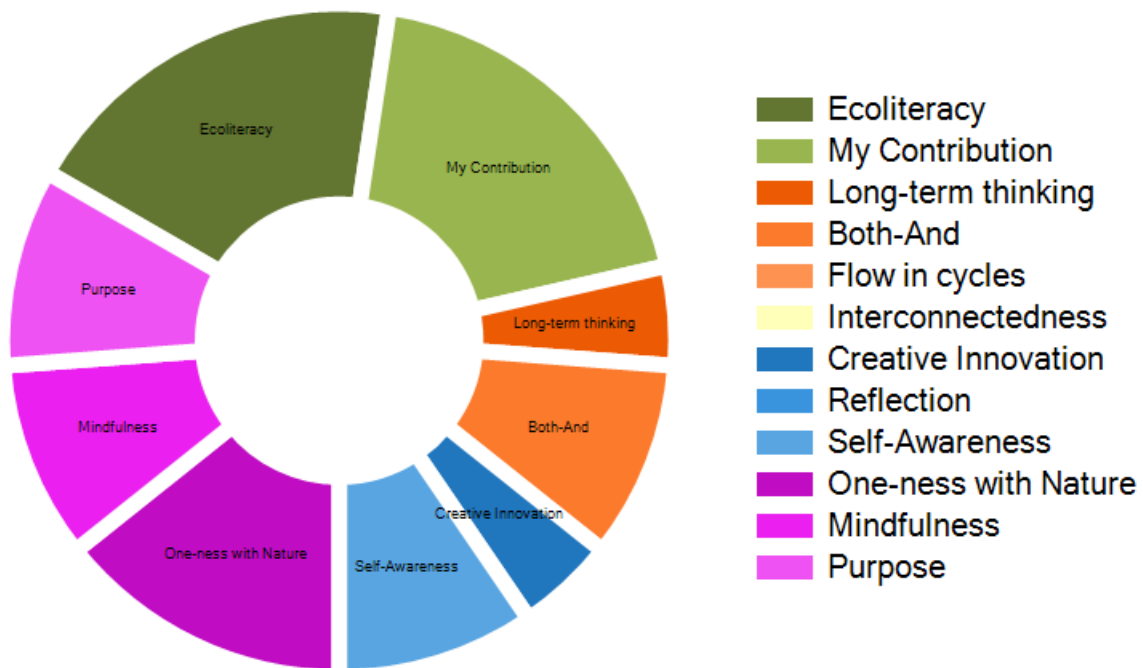 Ecoliteracy
My Contribution
Long-term thinking
Both-And
Creative Innovation
Self-Awareness
One-ness with Nature
Mindfulness
Purpose
Ecoliteracy
My Contribution
Long-term thinking
Both-And
Flow in cycles
Interconnectedness
Creative Innovation
Reflection
Self-Awareness
One-ness with Nature
Mindfulness
Purpose